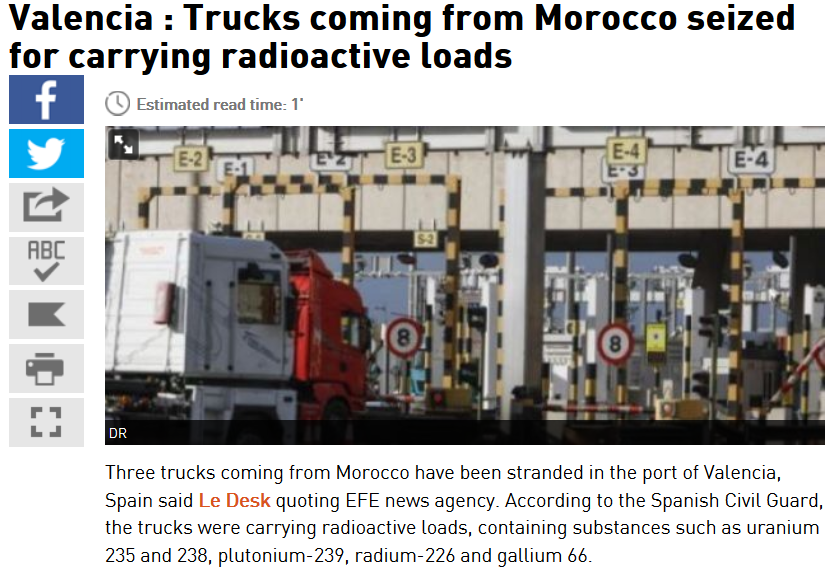 Valencia : Trucks coming from Morocco seized
for carrying radioactive loads
Estimated read time: 1'
ABC
E-2
E-1
E-2
E-3
E-3
E-4
E-4
S-2
8
8
DR
Three trucks coming from Morocco have been stranded in the port of Valencia,
Spain said Le Desk quoting EFE news agency. According to the Spanish Civil Guard,
the trucks were carrying radioactive loads, containing substances such as uranium
235 and 238, plutonium-239, radium-226 and gallium 66.